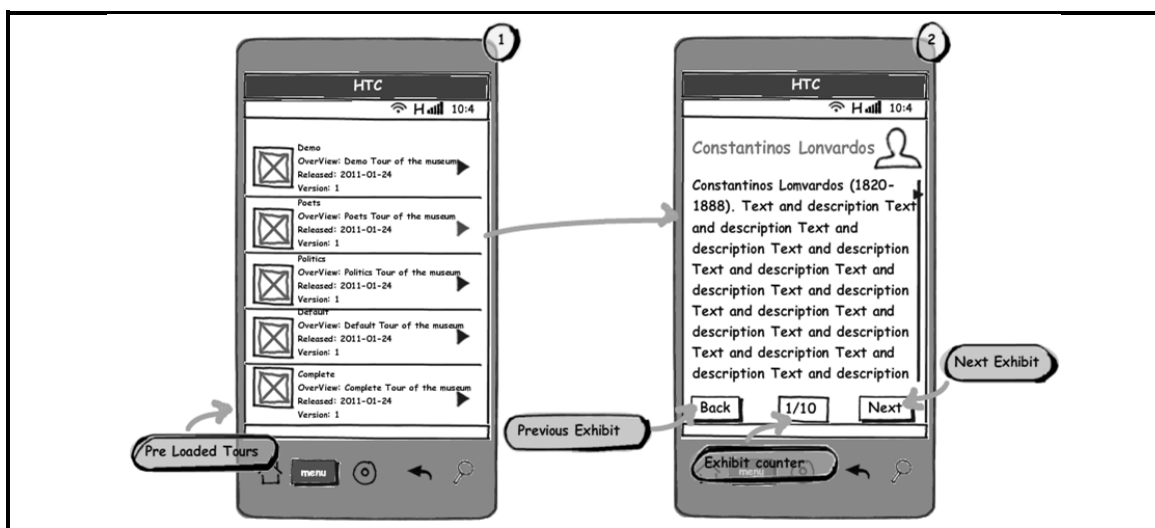 1
HTC
H 10:4
Demo
OverView: Demo Tour of the museum
Released: 2011-01-24
Version: 1
Poets
OverView: Poets Tour of the museum
Released: 2011-01-24
Version: 1
Politics
OverView: Politics Tour of the museum
Released: 2011-01-24
Version: 1
Default
OverView: Default Tour of the museum
Released: 2011-01-24
Version: 1
Complete
OverView: Complete Tour of the museum
Released: 2011-01-24
Version: 1
Pre Loaded Tours
menu
2
HTC
H 10:4
Constantinos Lonvardos
Constantinos Lomvardos (1820-
1888). Text and description Text
and description Text and
description Text and description
Text and description Text and
description Text and description
Text and description Text and
description Text and description
Text and description Text and
description Text and description
Back 1/10 Next
Next Exhibit
Previous Exhibit
Exhibit counter
menu